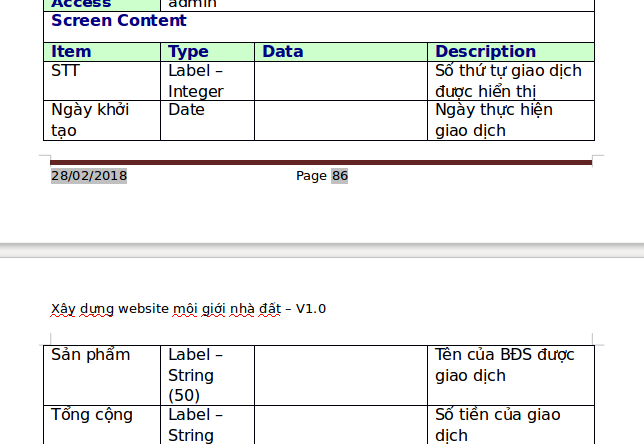 Access admin
Screen Content
Item Type Data Description
STT Label – Số thứ tự giao dịch
Integer được hiển thị
Ngày khởi Date Ngày thực hiện
tạo giao dịch
28/02/2018 Page 86
Xây dựng website môi giới nhà đất – V1.0
Sản phẩm Label – Tên của BĐS được
String giao dịch
(50)
Tổng cộng Label – Số tiền của giao
String dịch